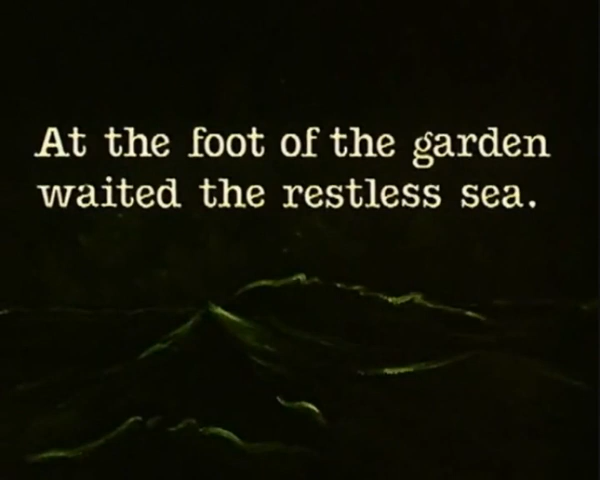 At the foot of the garden
waited the restless sea.